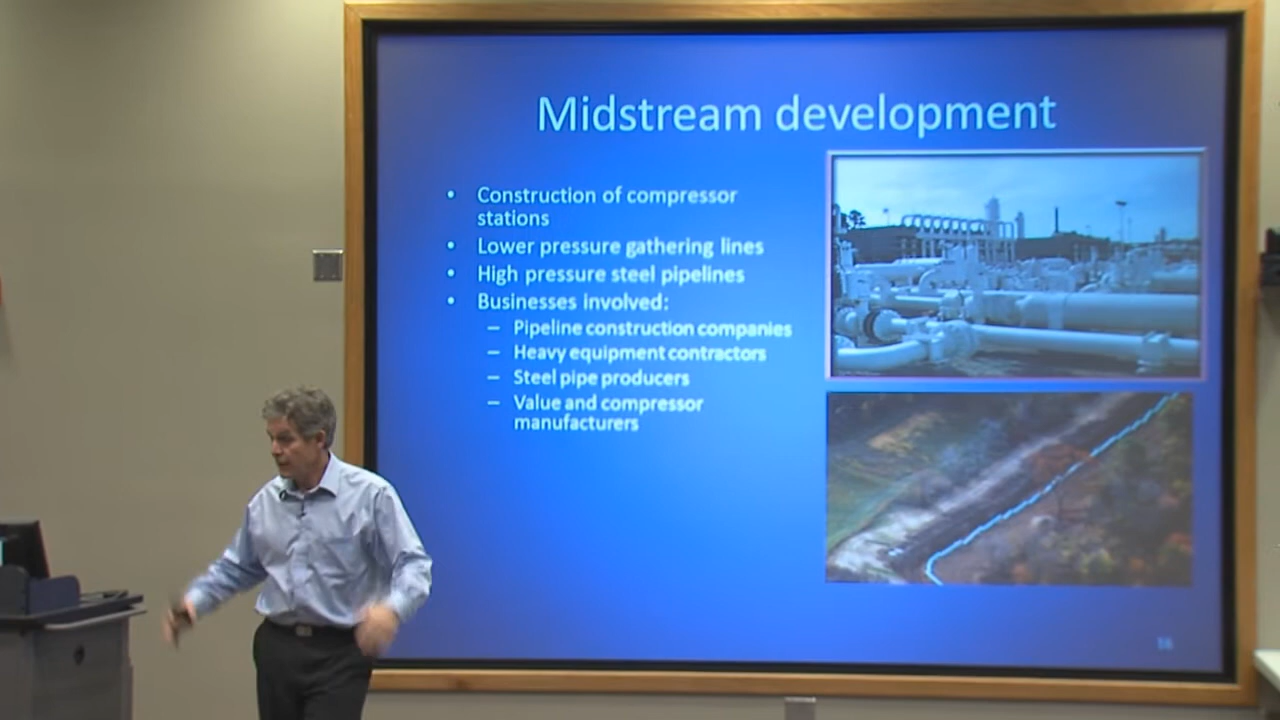 Midstream development
• Construction of compressor
stations
• Lower pressure gathering lines
• High pressure steel pipelines
• Businesses involved:
– Pipeline construction companies
– Heavy equipment contractors
– Steel pipe producers
– Value and compressor
manufacturers
16